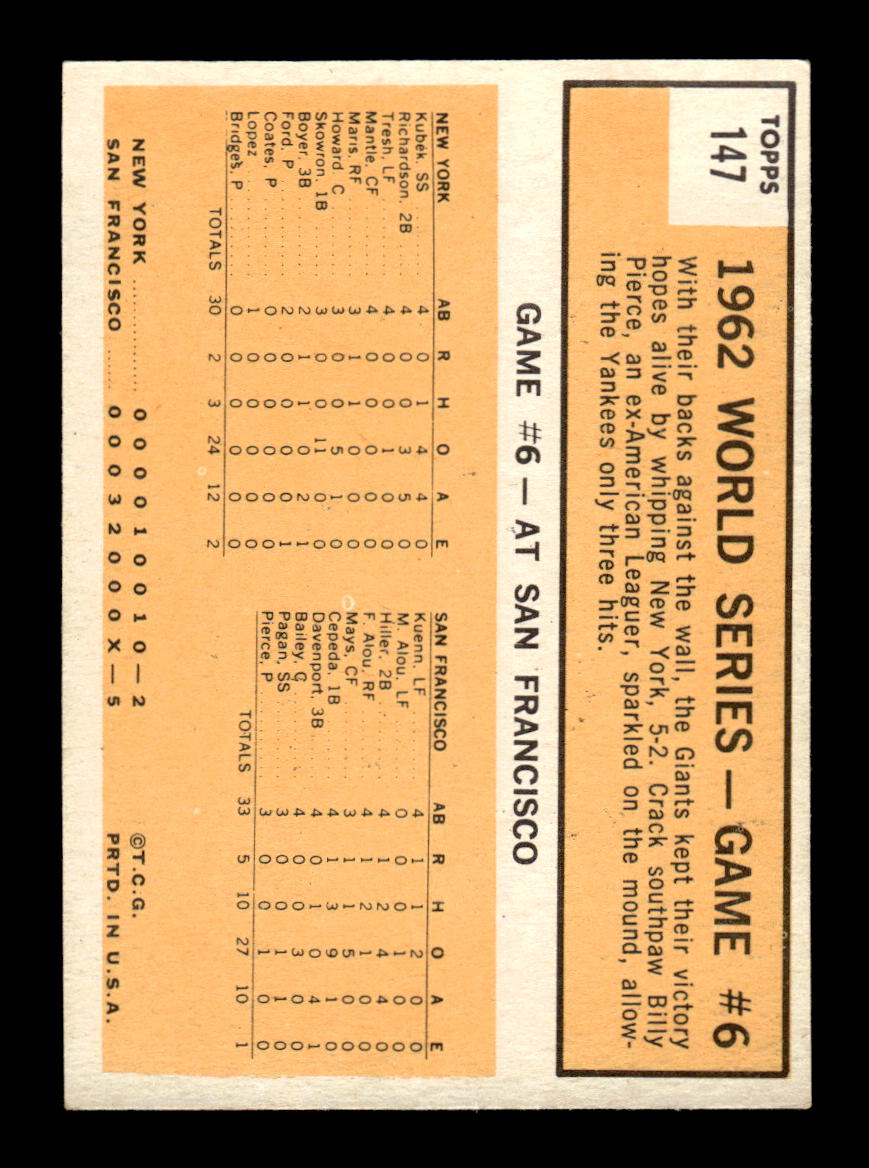 TOPPS
147
1962 WORLD SERIES — GAME #6
With their backs against the wall, the Giants kept their victory
hopes alive by whipping New York, 5-2. Crack southpaw Billy
Pierce, an ex-American Leaguer, sparkled on the mound, allow-
ing the Yankees only three hits.
GAME #6 — AT SAN FRANCISCO
NEW YORK AB R H O A E
Kubek, SS 4 0 1 4 4 0
Richardson, 2B 4 0 0 3 5 0
Tresh, LF 4 0 0 1 0 0
Mantle, CF 4 0 0 0 0 0
Maris, RF 3 1 1 0 0 0
Howard, C 3 0 0 5 1 0
Skowron, 1B 3 0 0 11 0 0
Boyer, 3B 2 1 1 0 2 1
Ford, P 2 0 0 0 0 1
Coates, P 0 0 0 0 0 0
Lopez 1 0 0 0 0 0
Bridges, P 0 0 0 0 0 0
TOTALS 30 2 3 24 12 2
SAN FRANCISCO AB R H O A E
Kuenn, LF 4 1 1 2 0 0
M. Alou, LF 0 0 0 1 0 0
Hiller, 2B 4 1 2 4 4 0
F. Alou, RF 4 1 2 1 0 0
Mays, CF 3 1 1 5 0 0
Cepeda, 1B 4 1 3 9 1 0
Davenport, 3B 4 0 1 0 4 1
Bailey, C 4 0 0 3 0 0
Pagan, SS 3 0 0 1 1 0
Pierce, P 3 0 0 1 0 0
TOTALS 33 5 10 27 10 1
NEW YORK 0 0 0 0 1 0 0 1 0 — 2
SAN FRANCISCO 0 0 0 3 2 0 0 0 X — 5
©T.C.G.
PRTD. IN U.S.A.